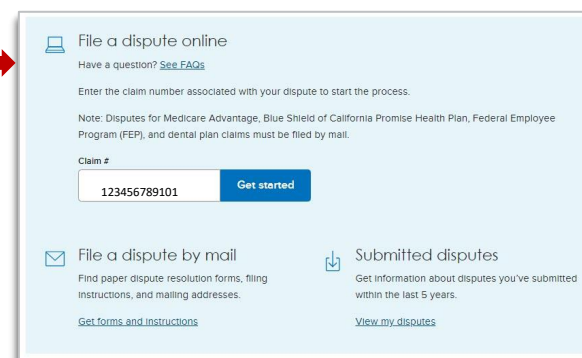 File a dispute online
Have a question? See FAQs
Enter the claim number associated with your dispute to start the process.
Note: Disputes for Medicare Advantage, Blue Shield of California Promise Health Plan, Federal Employee
Program (FEP), and dental plan claims must be filed by mail.
Claim #
123456789101
Get started
File a dispute by mail
Find paper dispute resolution forms, filing
instructions, and mailing addresses.
Get forms and instructions
Submitted disputes
Get information about disputes you've submitted
within the last 5 years.
View my disputes